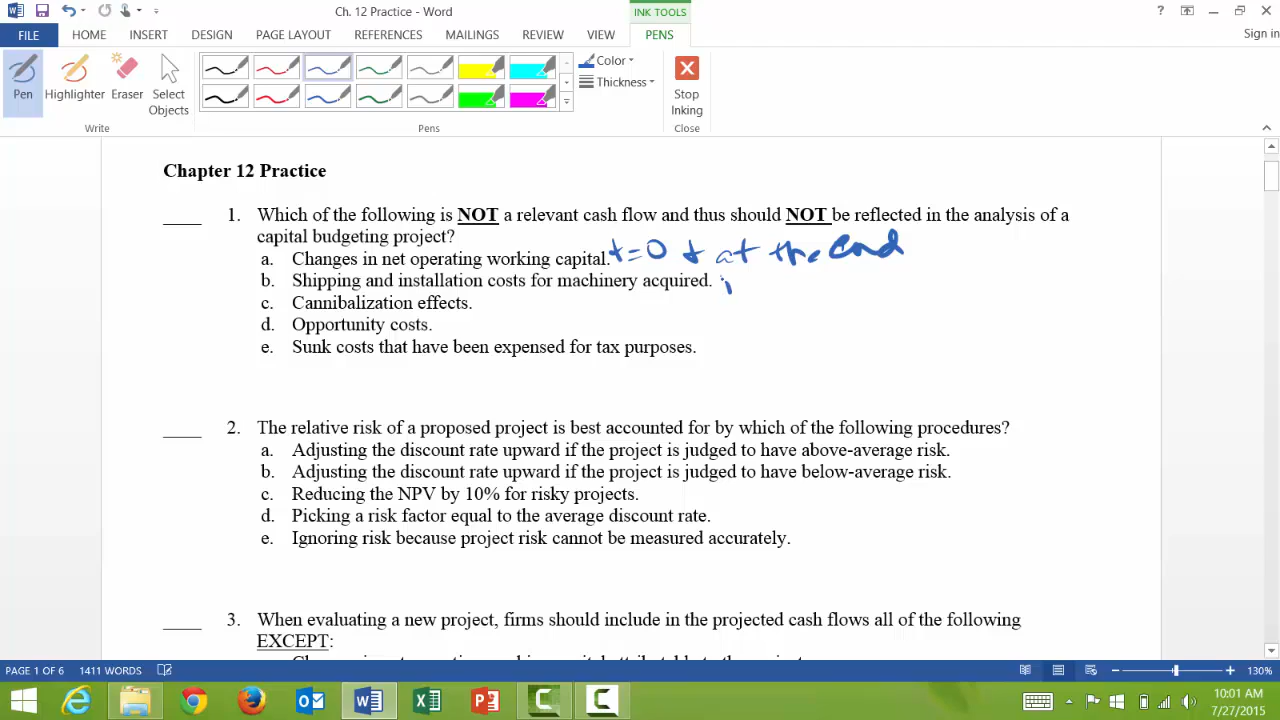 Ch. 12 Practice - Word
INK TOOLS
?
Sign in
FILE HOME INSERT DESIGN PAGE LAYOUT REFERENCES MAILINGS REVIEW VIEW PENS
Pen Highlighter Eraser Select Objects
Color
Thickness
Stop Inking
Write Pens Close
Chapter 12 Practice
____ 1. Which of the following is NOT a relevant cash flow and thus should NOT be reflected in the analysis of a
capital budgeting project?
a. Changes in net operating working capital. t=0 + at the end
b. Shipping and installation costs for machinery acquired.
c. Cannibalization effects.
d. Opportunity costs.
e. Sunk costs that have been expensed for tax purposes.
____ 2. The relative risk of a proposed project is best accounted for by which of the following procedures?
a. Adjusting the discount rate upward if the project is judged to have above-average risk.
b. Adjusting the discount rate upward if the project is judged to have below-average risk.
c. Reducing the NPV by 10% for risky projects.
d. Picking a risk factor equal to the average discount rate.
e. Ignoring risk because project risk cannot be measured accurately.
____ 3. When evaluating a new project, firms should include in the projected cash flows all of the following
EXCEPT:
PAGE 1 OF 6 1411 WORDS 130%
10:01 AM
7/27/2015